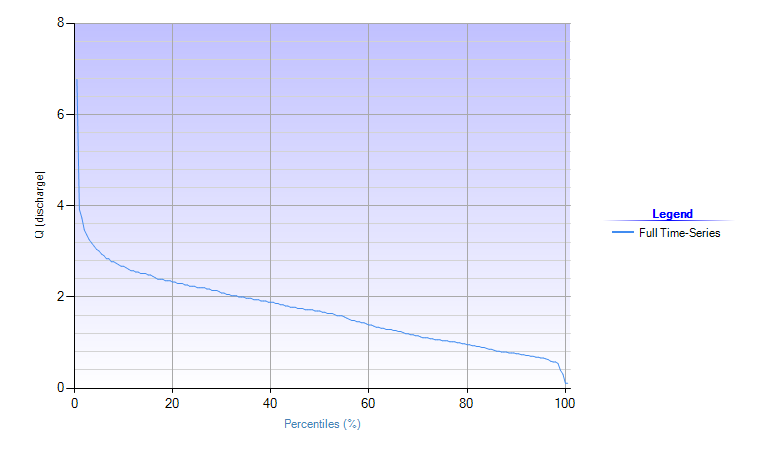 8
6
4
2
0
Q [discharge]
0 20 40 60 80 100
Percentiles (%)
Legend
Full Time-Series